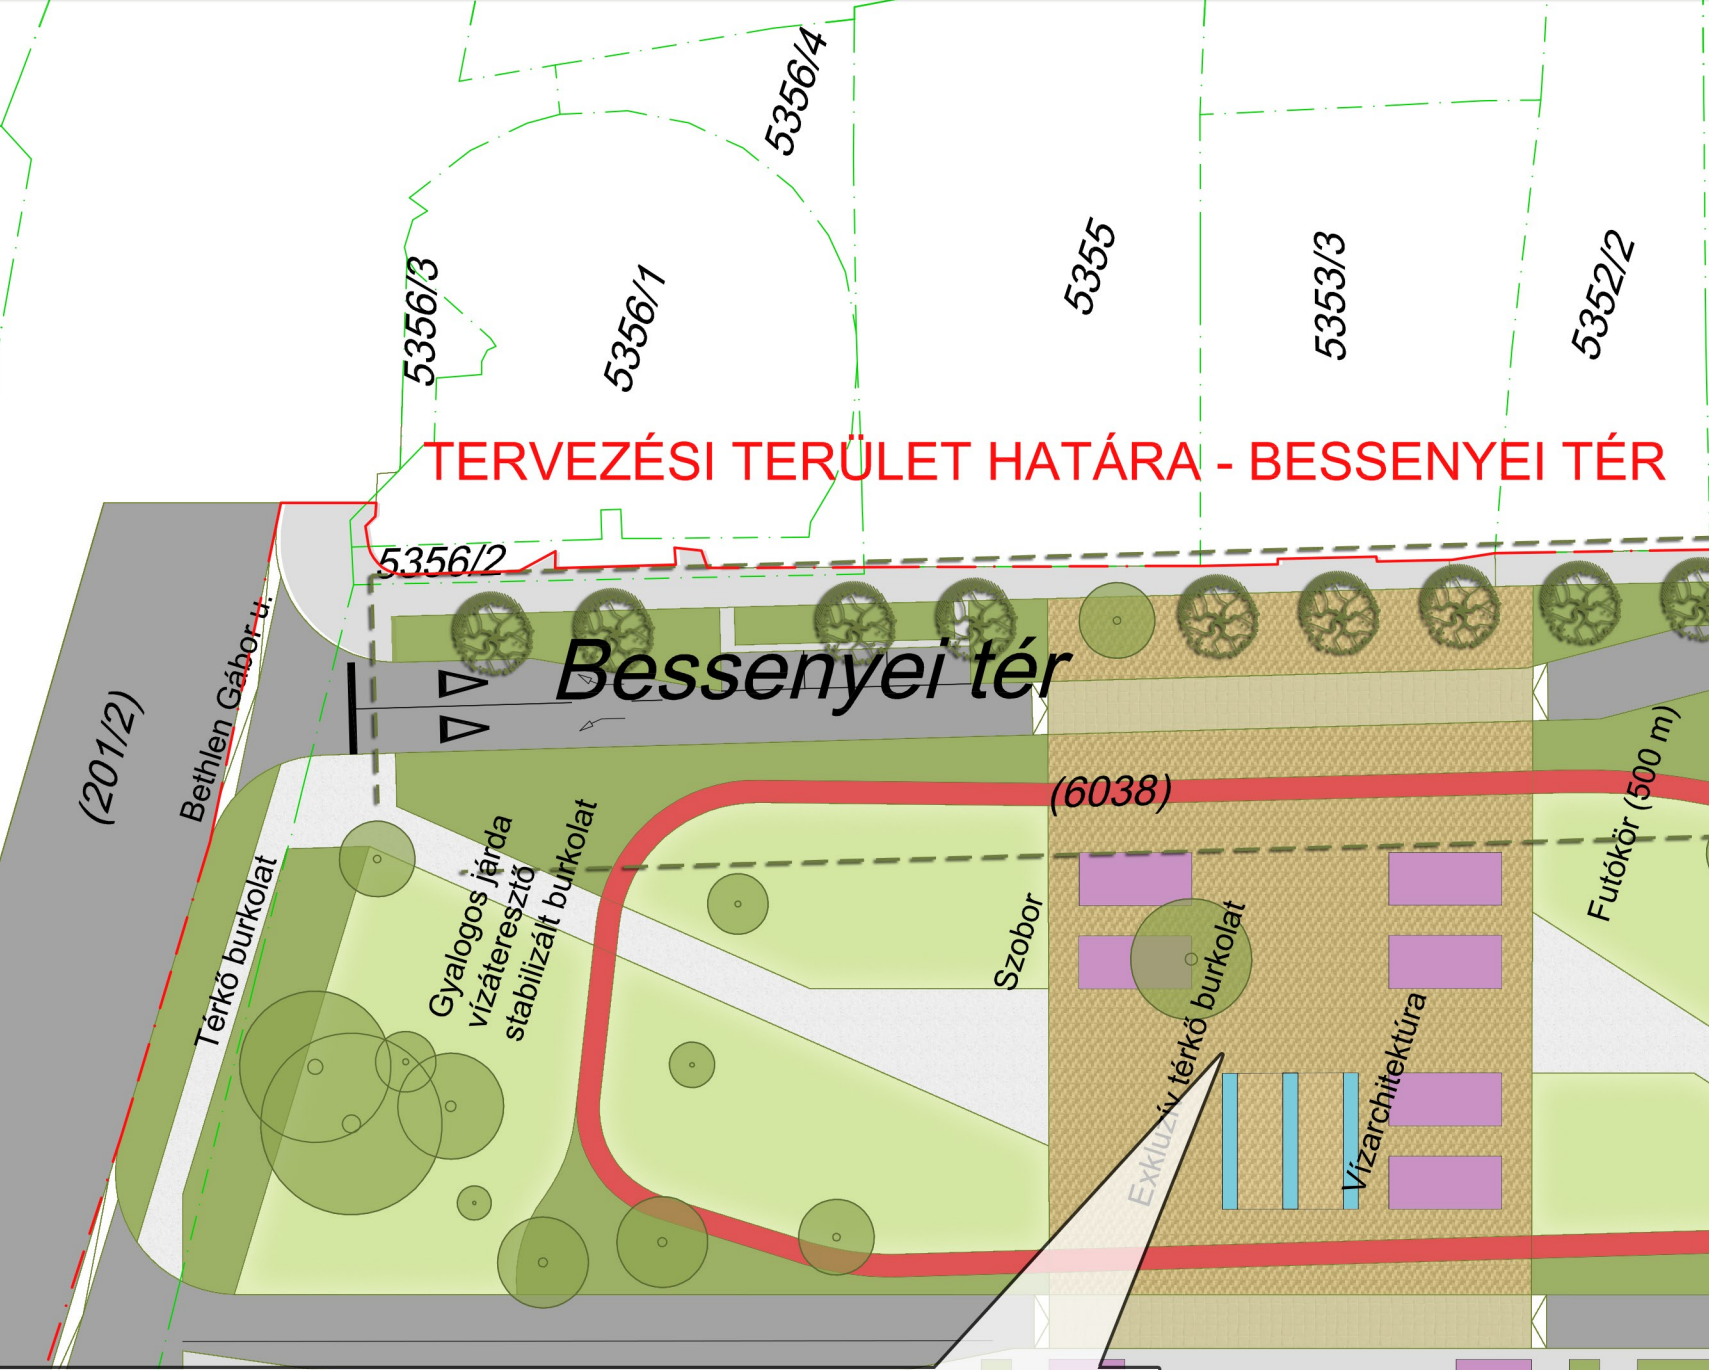 5356/4
5356/3
5356/1
5355
5353/3
5352/2
TERVEZÉSI TERÜLET HATÁRA - BESSENYEI TÉR
5356/2
Bessenyei tér
(201/2)
Bethlen Gábor u.
(6038)
Futókör (500 m)
Térkő burkolat
Gyalogos járda
vízáteresztő
stabilizált burkolat
Szobor
Exkluzív térkő burkolat
Vízarchitektúra